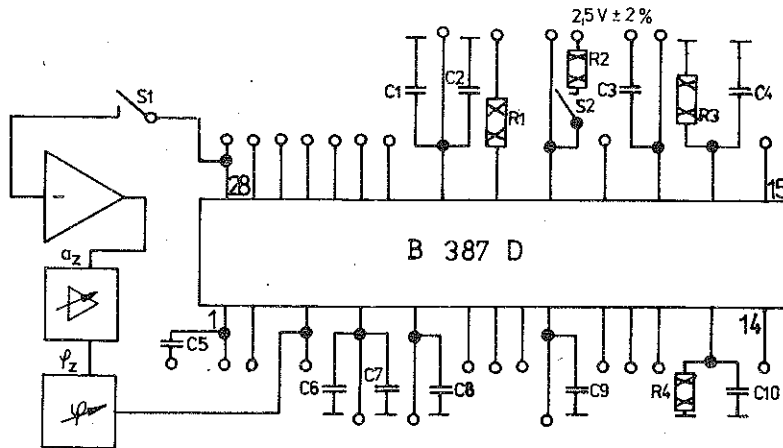 2,5 V ± 2 %
S1
C1
C2
R1
R2
S2
C3
R3
C4
28
15
-
a_z
B 387 D
φ_z
1
14
C5
φ
C6
C7
C8
C9
R4
C10